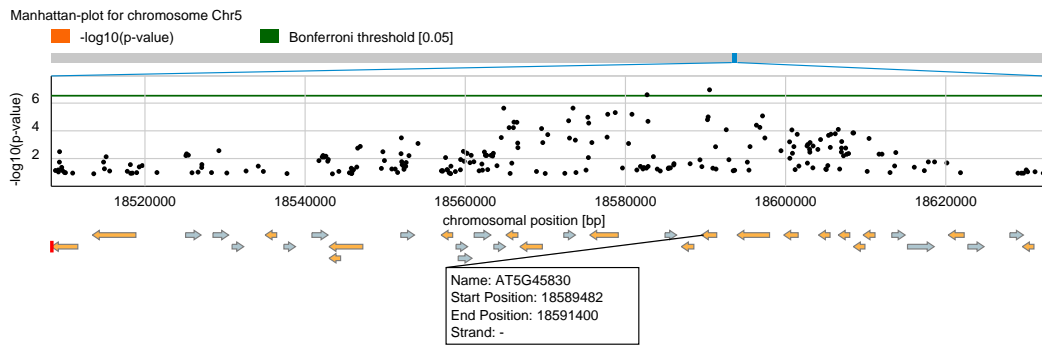 Manhattan-plot for chromosome Chr5
-log10(p-value) Bonferroni threshold [0.05]
-log10(p-value)
6
4
2
18520000 18540000 18560000 18580000 18600000 18620000
chromosomal position [bp]
Name: AT5G45830
Start Position: 18589482
End Position: 18591400
Strand: -